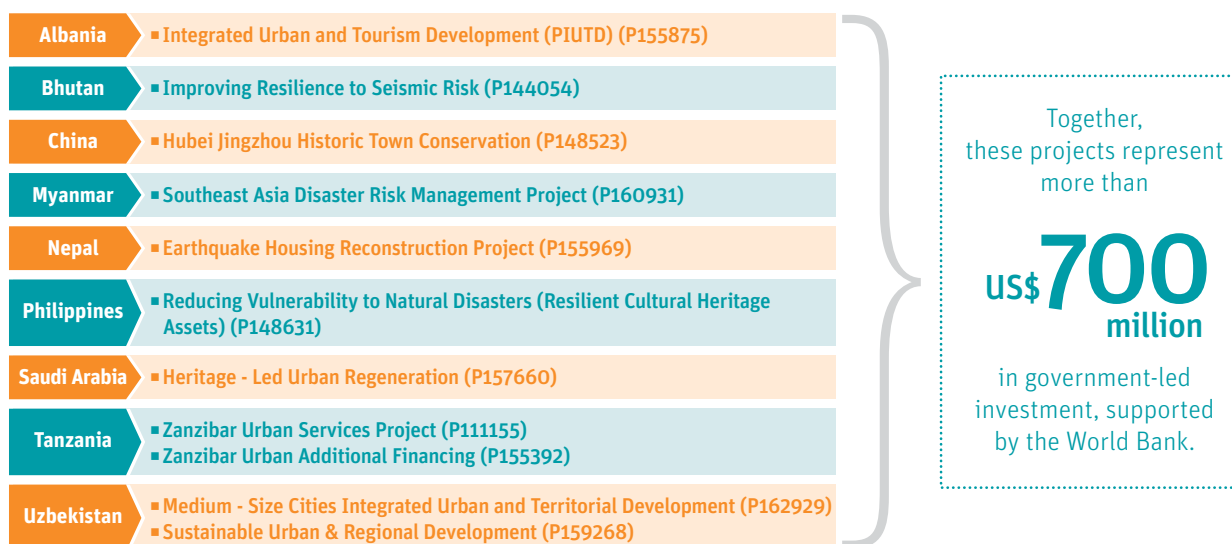 Albania
▪ Integrated Urban and Tourism Development (PIUTD) (P155875)
Bhutan
▪ Improving Resilience to Seismic Risk (P144054)
China
▪ Hubei Jingzhou Historic Town Conservation (P148523)
Myanmar
▪ Southeast Asia Disaster Risk Management Project (P160931)
Nepal
▪ Earthquake Housing Reconstruction Project (P155969)
Philippines
▪ Reducing Vulnerability to Natural Disasters (Resilient Cultural Heritage
Assets) (P148631)
Saudi Arabia
▪ Heritage - Led Urban Regeneration (P157660)
Tanzania
▪ Zanzibar Urban Services Project (P111155)
▪ Zanzibar Urban Additional Financing (P155392)
Uzbekistan
▪ Medium - Size Cities Integrated Urban and Territorial Development (P162929)
▪ Sustainable Urban & Regional Development (P159268)
Together,
these projects represent
more than
US$700
million
in government-led
investment, supported
by the World Bank.